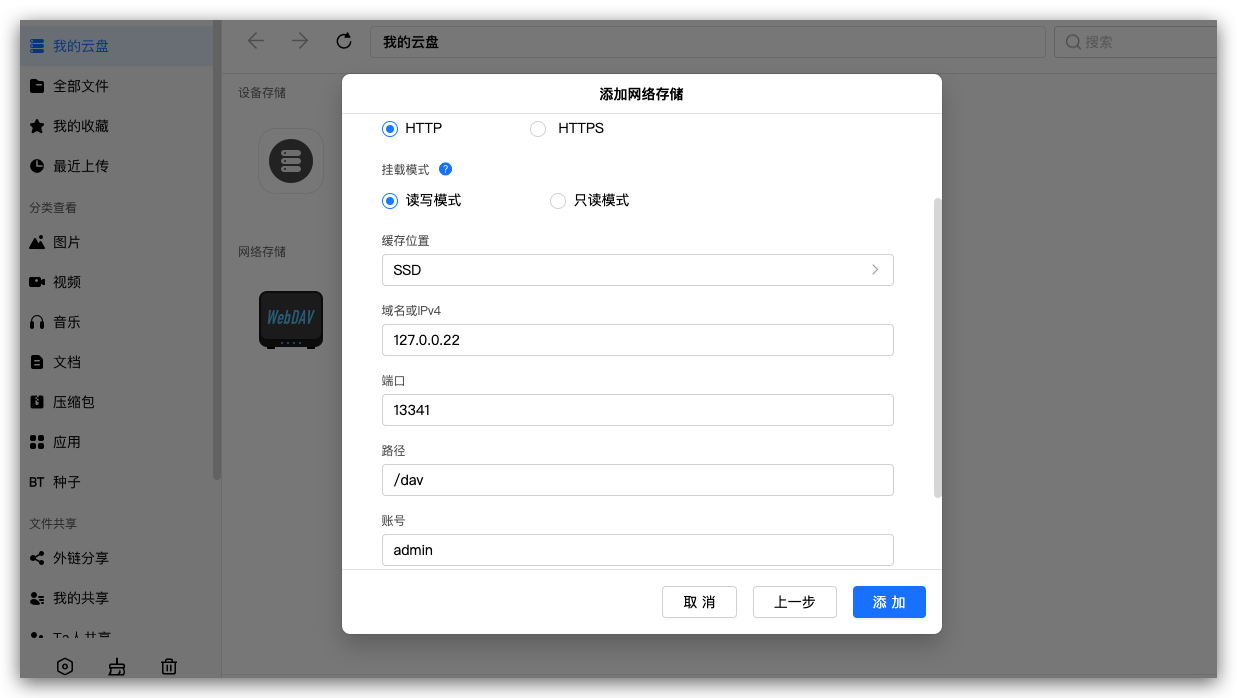 我的云盘
全部文件
我的收藏
最近上传
分类查看
图片
视频
音乐
文档
压缩包
应用
BT 种子
文件共享
外链分享
我的共享
Ta人共享
我的云盘
搜索
设备存储
网络存储
WebDAV
添加网络存储
HTTP HTTPS
挂载模式 ?
读写模式 只读模式
缓存位置
SSD
域名或IPv4
127.0.0.22
端口
13341
路径
/dav
账号
admin
取 消 上一步 添 加